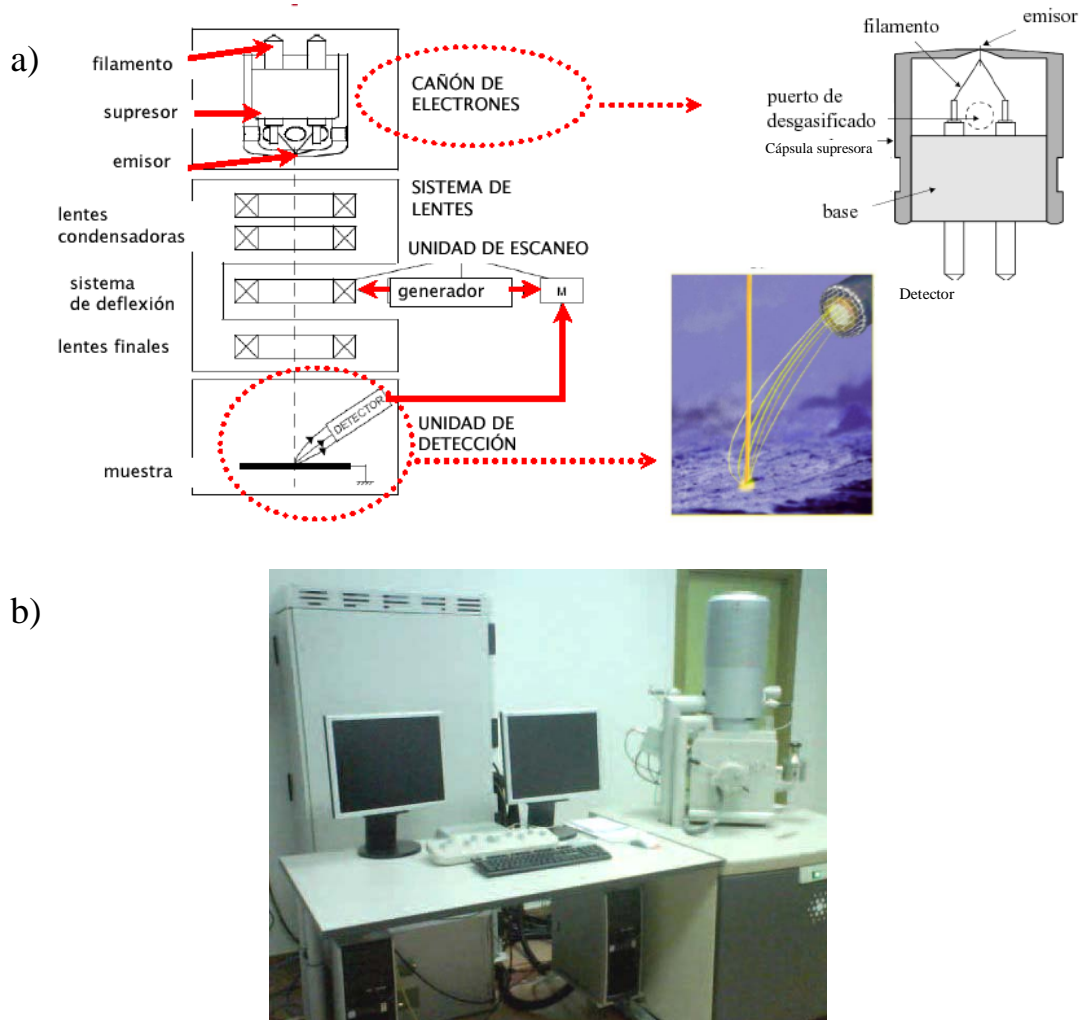 a)
filamento
supresor
emisor
CAÑÓN DE
ELECTRONES
lentes
condensadoras
SISTEMA DE
LENTES
UNIDAD DE ESCANEO
sistema
de deflexión
generador
M
lentes finales
DETECTOR
UNIDAD DE
DETECCIÓN
muestra
emisor
filamento
puerto de
desgasificado
Cápsula supresora
base
Detector
b)